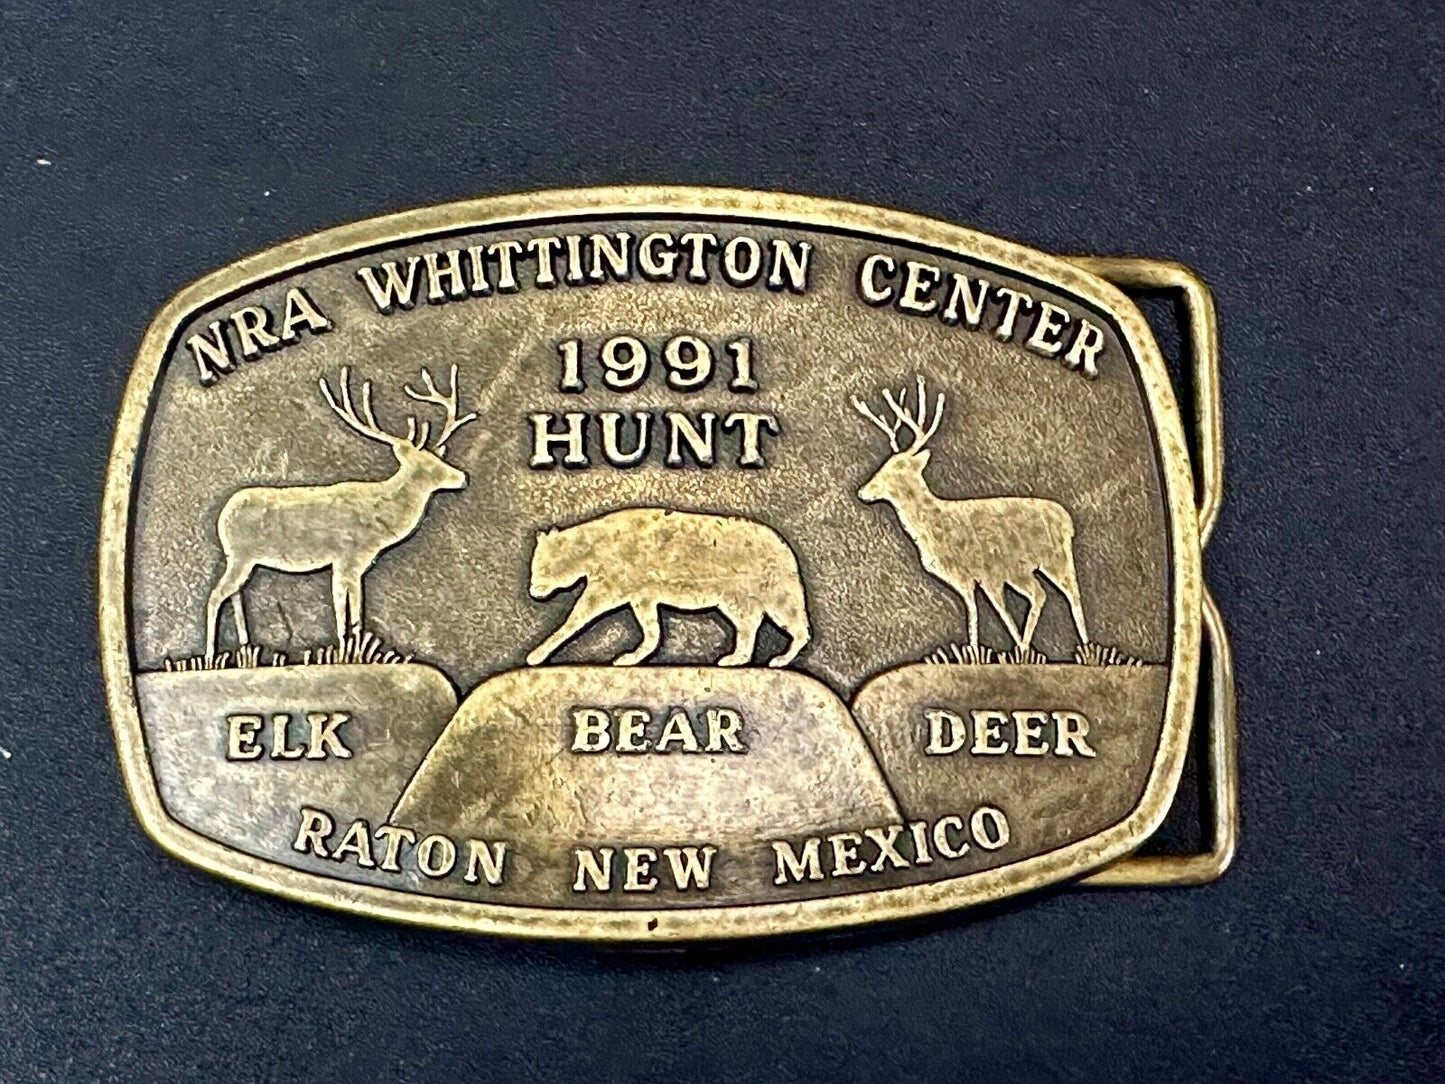 NRA WHITTINGTON CENTER
1991
HUNT
ELK BEAR DEER
RATON NEW MEXICO